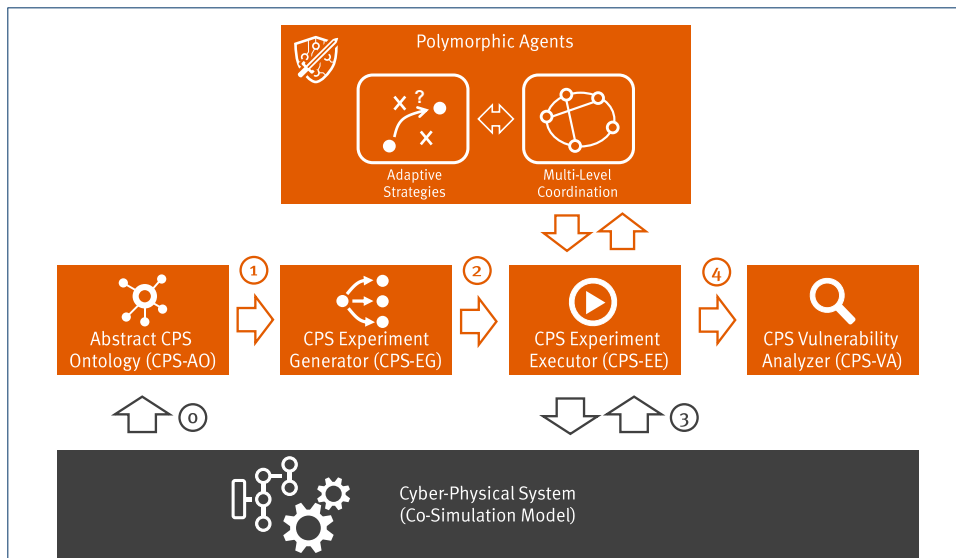 Polymorphic Agents
?
Adaptive
Strategies
Multi-Level
Coordination
1
2
4
Abstract CPS
Ontology (CPS-AO)
CPS Experiment
Generator (CPS-EG)
CPS Experiment
Executor (CPS-EE)
CPS Vulnerability
Analyzer (CPS-VA)
0
3
Cyber-Physical System
(Co-Simulation Model)